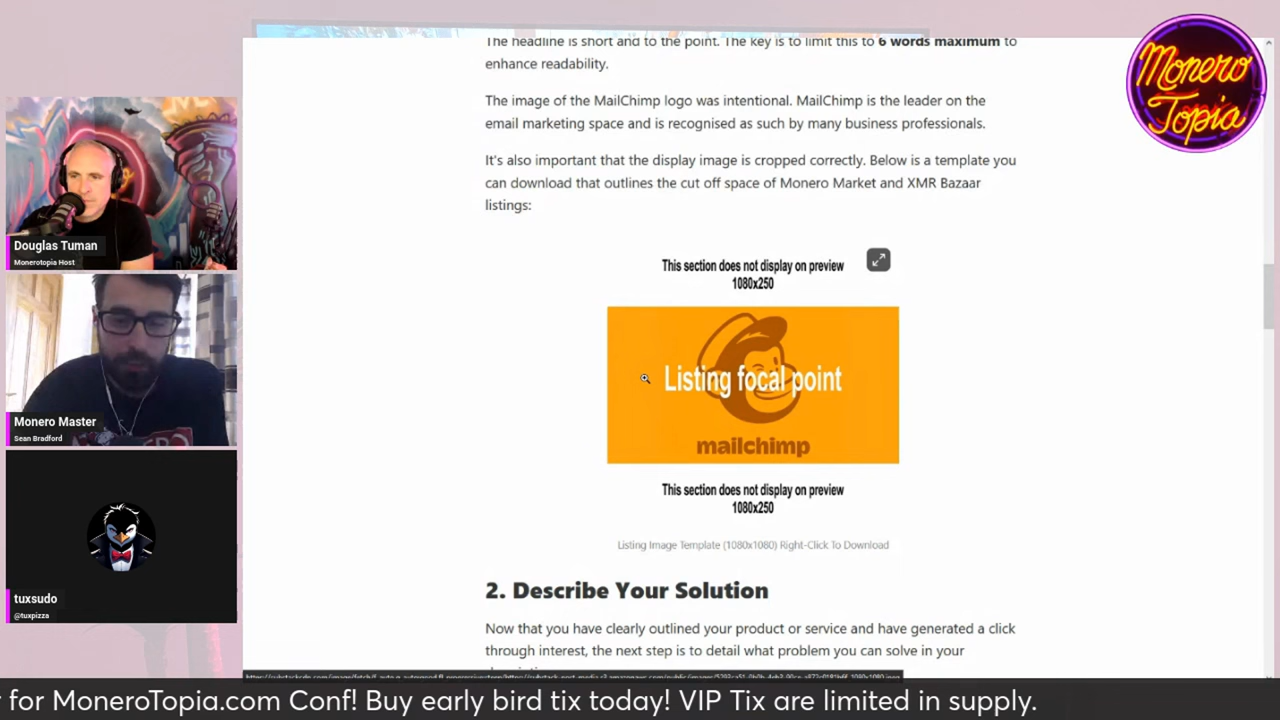 The headline is short and to the point. The key is to limit this to 6 words maximum to
enhance readability.
The image of the MailChimp logo was intentional. MailChimp is the leader on the
email marketing space and is recognised as such by many business professionals.
It's also important that the display image is cropped correctly. Below is a template you
can download that outlines the cut off space of Monero Market and XMR Bazaar
listings:
This section does not display on preview
1080x250
Listing focal point
mailchimp
This section does not display on preview
1080x250
Listing Image Template (1080x1080) Right-Click To Download
2. Describe Your Solution
Now that you have clearly outlined your product or service and have generated a click
through interest, the next step is to detail what problem you can solve in your
Monero
Topia
Douglas Tuman
Monerotopia Host
Monero Master
Sean Bradford
tuxsudo
@tuxpizza
for MoneroTopia.com Conf! Buy early bird tix today! VIP Tix are limited in supply.